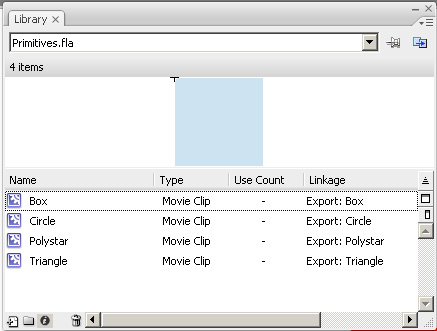 Library
Primitives.fla
4 items
Name Type Use Count Linkage
Box Movie Clip - Export: Box
Circle Movie Clip - Export: Circle
Polystar Movie Clip - Export: Polystar
Triangle Movie Clip - Export: Triangle